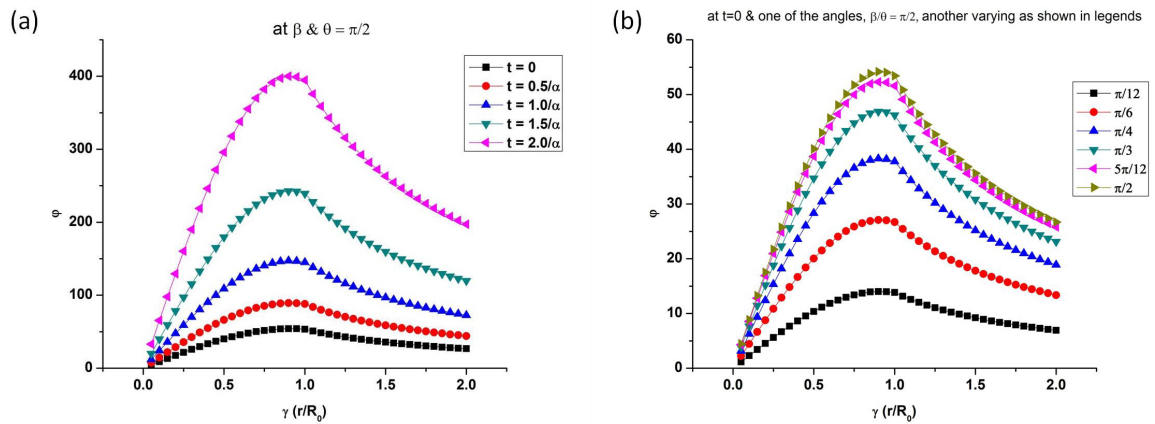 (a)
at β & θ = π/2
t = 0
t = 0.5/α
t = 1.0/α
t = 1.5/α
t = 2.0/α
400
300
200
100
0
φ
0.0 0.5 1.0 1.5 2.0
γ (r/R₀)
(b)
at t=0 & one of the angles, β/θ = π/2, another varying as shown in legends
π/12
π/6
π/4
π/3
5π/12
π/2
60
50
40
30
20
10
0
φ
0.0 0.5 1.0 1.5 2.0
γ (r/R₀)